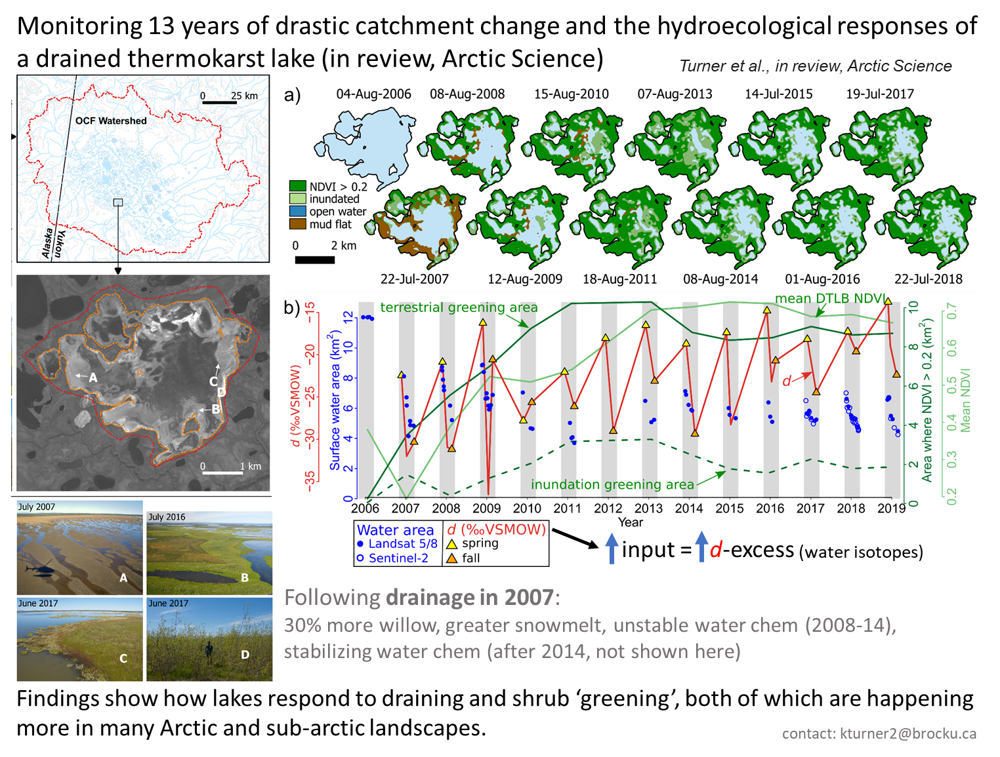 Monitoring 13 years of drastic catchment change and the hydroecological responses of
a drained thermokarst lake (in review, Arctic Science)
Turner et al., in review, Arctic Science
0 25 km
OCF Watershed
Alaska
Yukon
A
B
C
D
0 1 km
July 2007
A
July 2016
B
June 2017
C
June 2017
D
a)
04-Aug-2006 08-Aug-2008 15-Aug-2010 07-Aug-2013 14-Jul-2015 19-Jul-2017
NDVI > 0.2
inundated
open water
mud flat
0 2 km
22-Jul-2007 12-Aug-2009 18-Aug-2011 08-Aug-2014 01-Aug-2016 22-Jul-2018
b)
terrestrial greening area
mean DTLB NDVI
inundation greening area
d
d (‰VSMOW)
−15
−20
−25
−30
−35
Surface water area (km²)
12
10
8
6
4
2
0
Area where NDVI > 0.2 (km²)
10
8
6
4
2
0
Mean NDVI
0.7
0.6
0.5
0.4
0.3
0.2
2006 2007 2008 2009 2010 2011 2012 2013 2014 2015 2016 2017 2018 2019
Year
Water area
Landsat 5/8
Sentinel-2
d (‰VSMOW)
spring
fall
input = d-excess (water isotopes)
Following drainage in 2007:
30% more willow, greater snowmelt, unstable water chem (2008-14),
stabilizing water chem (after 2014, not shown here)
Findings show how lakes respond to draining and shrub ‘greening’, both of which are happening
more in many Arctic and sub-arctic landscapes.
contact: kturner2@brocku.ca